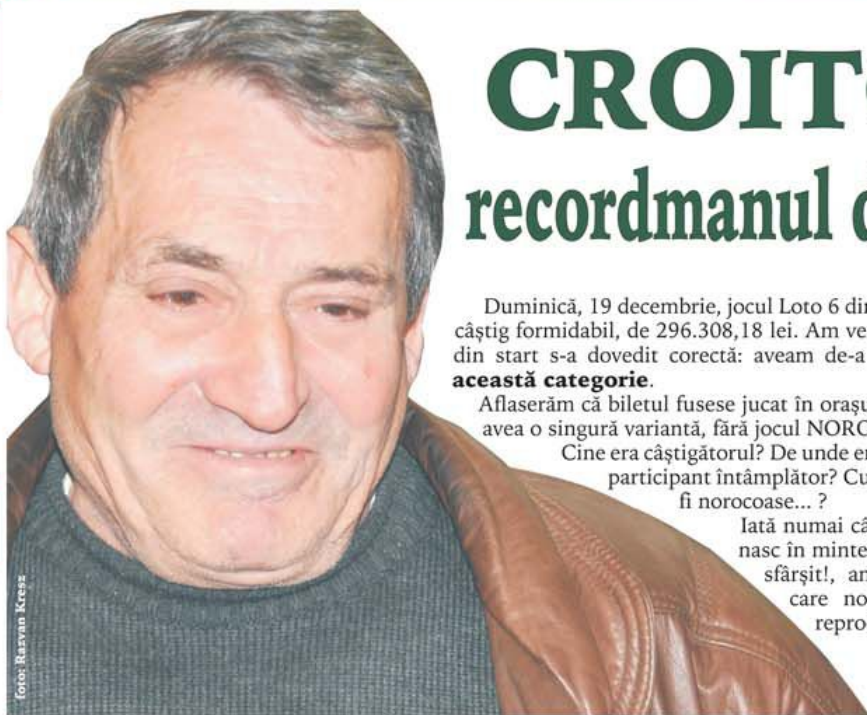 CROIT
recordmanul
Duminică, 19 decembrie, jocul Loto 6 din
câștig formidabil, de 296.308,18 lei. Am ve
din start s-a dovedit corectă: aveam de-a
această categorie.
Aflaserăm că biletul fusese jucat în orașu
avea o singură variantă, fără jocul NORO
Cine era câștigătorul? De unde er
participant întâmplător? Cu
fi norocoase... ?
Iată numai câ
nasc în minte
sfârșit!, an
care no
repro
foto: Razvan Kresz